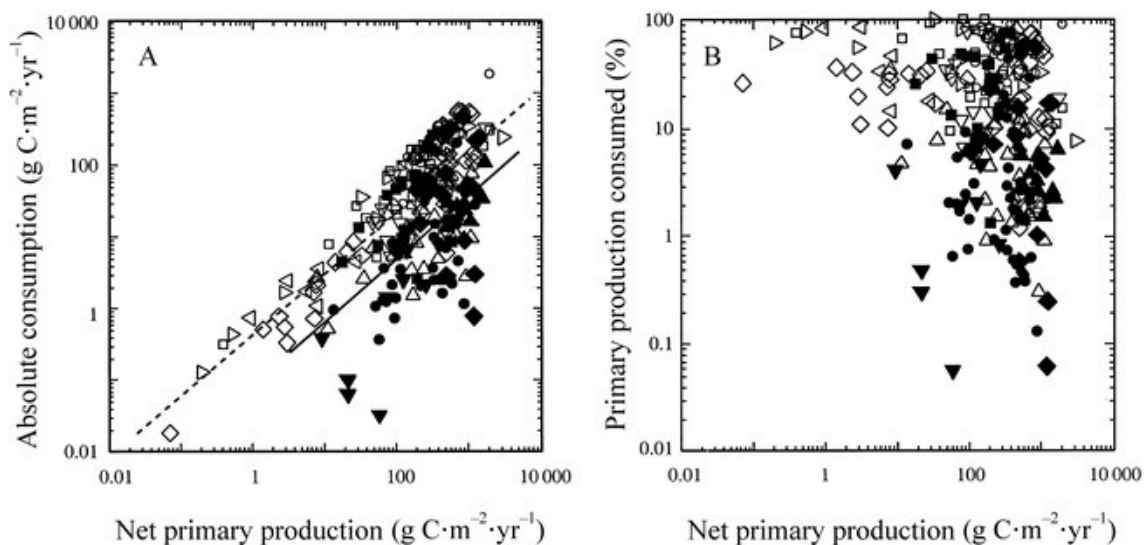 A
Absolute consumption (g C·m⁻²·yr⁻¹)
10 000
100
1
0.01
0.01
1
100
10 000
Net primary production (g C·m⁻²·yr⁻¹)
B
Primary production consumed (%)
100
10
1
0.1
0.01
0.01
1
100
10 000
Net primary production (g C·m⁻²·yr⁻¹)